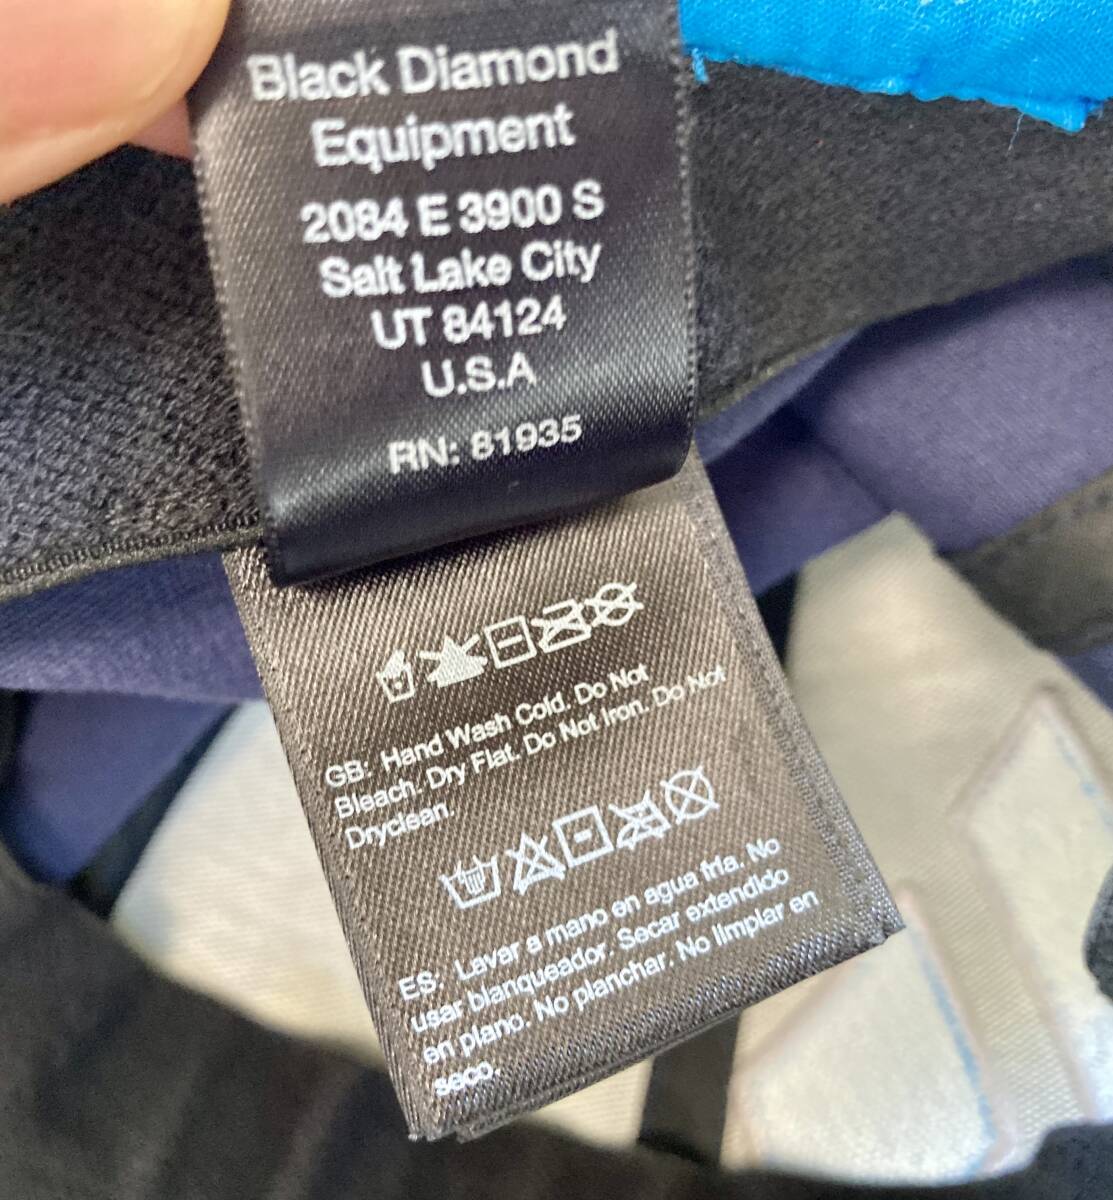 Black Diamond
Equipment
2084 E 3900 S
Salt Lake City
UT 84124
U.S.A
RN: 81935
GB: Hand Wash Cold. Do Not
Bleach. Dry Flat. Do Not Iron. Do Not
Dryclean.
ES: Lavar a mano en agua fria. No
usar blanqueador. Secar extendido
en plano. No planchar. No limpiar en
seco.